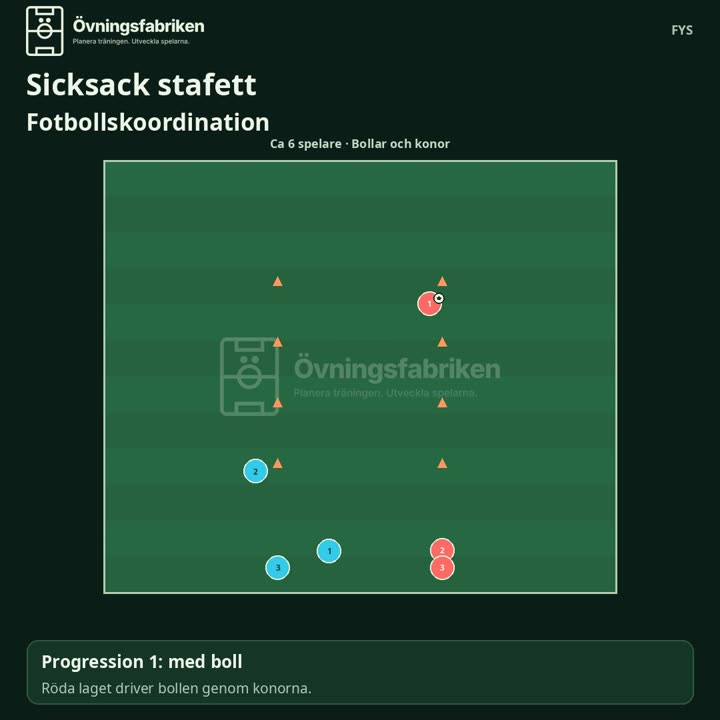 Övningsfabriken
Planera träningen. Utveckla spelarna.
FYS
Sicksack stafett
Fotbollskoordination
Ca 6 spelare · Bollar och konor
1
Övningsfabriken
Planera träningen. Utveckla spelarna.
2
1
2
3
3
Progression 1: med boll
Röda laget driver bollen genom konorna.